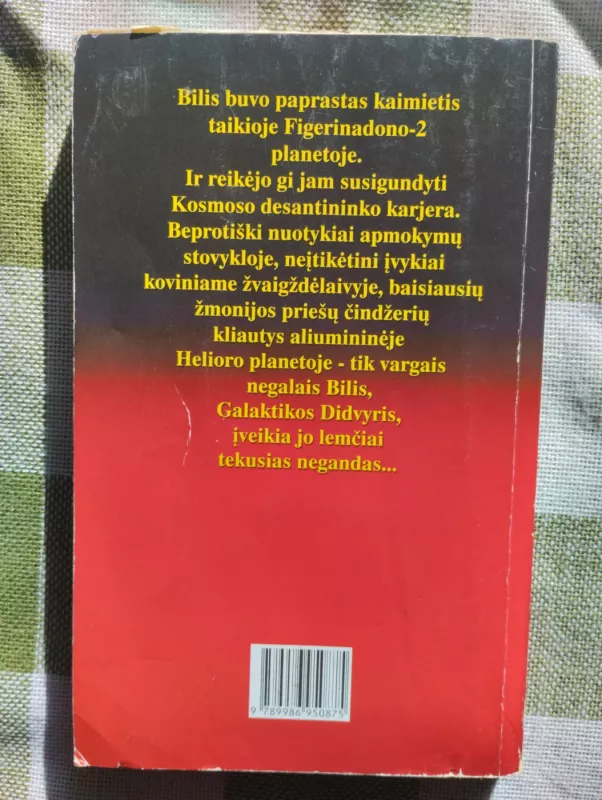 Bilis buvo paprastas kaimietis
taikioje Figerinadono-2
planetoje.
Ir reikėjo gi jam susigundyti
Kosmoso desantininko karjera.
Beprotiški nuotykiai apmokymų
stovykloje, neįtikėtini įvykiai
koviniame žvaigždėlaivyje, baisiausių
žmonijos priešų čindžerių
kliautys aliumininėje
Helioro planetoje - tik vargais
negalais Bilis,
Galaktikos Didvyris,
įveikia jo lemčiai
tekusias negandas...
9 789986 950875